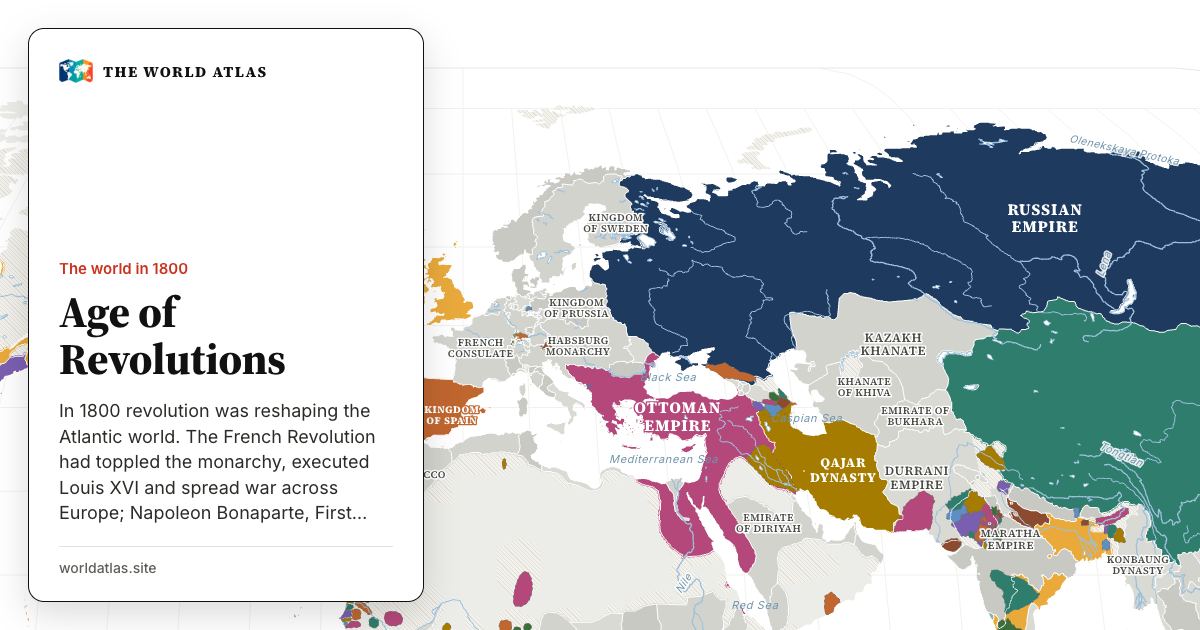 THE WORLD ATLAS
The world in 1800
Age of
Revolutions
In 1800 revolution was reshaping the
Atlantic world. The French Revolution
had toppled the monarchy, executed
Louis XVI and spread war across
Europe; Napoleon Bonaparte, First...
worldatlas.site
Olenekskaya Protoka
RUSSIAN
EMPIRE
Lena
KINGDOM
OF SWEDEN
KINGDOM
OF PRUSSIA
FRENCH
CONSULATE
HABSBURG
MONARCHY
KAZAKH
KHANATE
KHANATE
OF KHIVA
EMIRATE OF
BUKHARA
Black Sea
OTTOMAN
EMPIRE
Caspian Sea
KINGDOM
OF SPAIN
Mediterranean Sea
QAJAR
DYNASTY
DURRANI
EMPIRE
Tongtian
CCO
EMIRATE
OF DIRIYAH
MARATHA
EMPIRE
KONBAUNG
DYNASTY
Nile
Red Sea